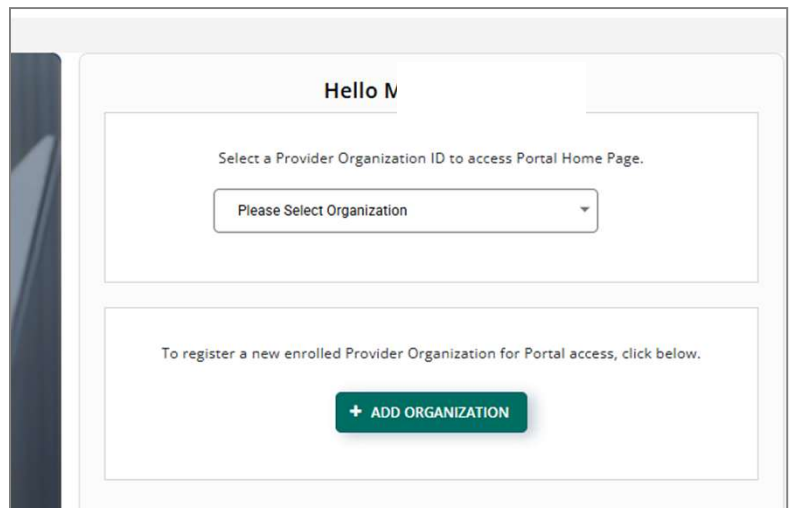 Hello
Select a Provider Organization ID to access Portal Home Page.
Please Select Organization
To register a new enrolled Provider Organization for Portal access, click below.
+ ADD ORGANIZATION